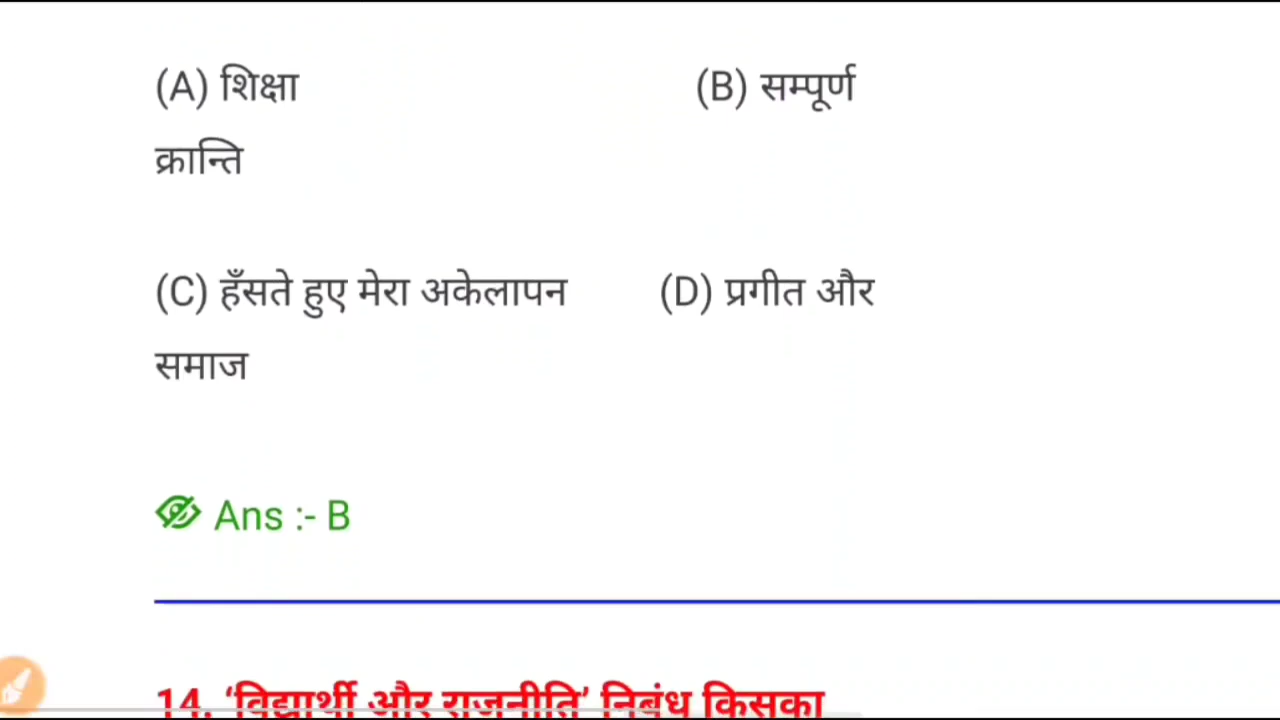 (A) शिक्षा (B) सम्पूर्ण
क्रान्ति
(C) हँसते हुए मेरा अकेलापन (D) प्रगीत और
समाज
Ans :- B
14. ‘विद्यार्थी और राजनीति’ निबंध किसका